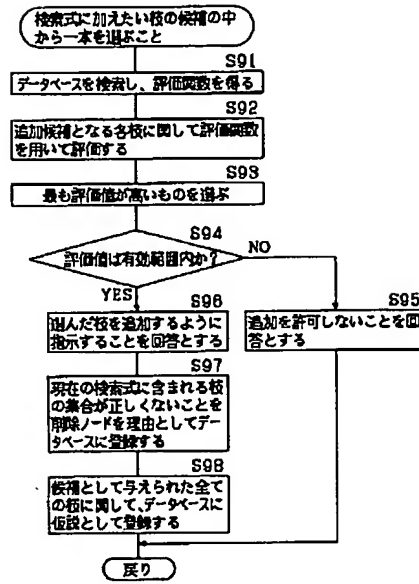 検索式に加えたい枝の候補の中
から一本を選ぶこと
S91
データベースを検索し、評価関数を得る
S92
追加候補となる各枝に関して評価関数
を用いて評価する
S93
最も評価値が高いものを選ぶ
S94
評価値は有効範囲内か?
NO
YES
S96
選んだ枝を追加するように
指示することを回答とする
S95
追加を許可しないことを回
答とする
S97
現在の検索式に含まれる枝
の集合が正しくないことを
削除ノードを理由としてデー
タベースに登録する
S98
候補として与えられた全て
の枝に関して、データベースに
仮説として登録する
戻り